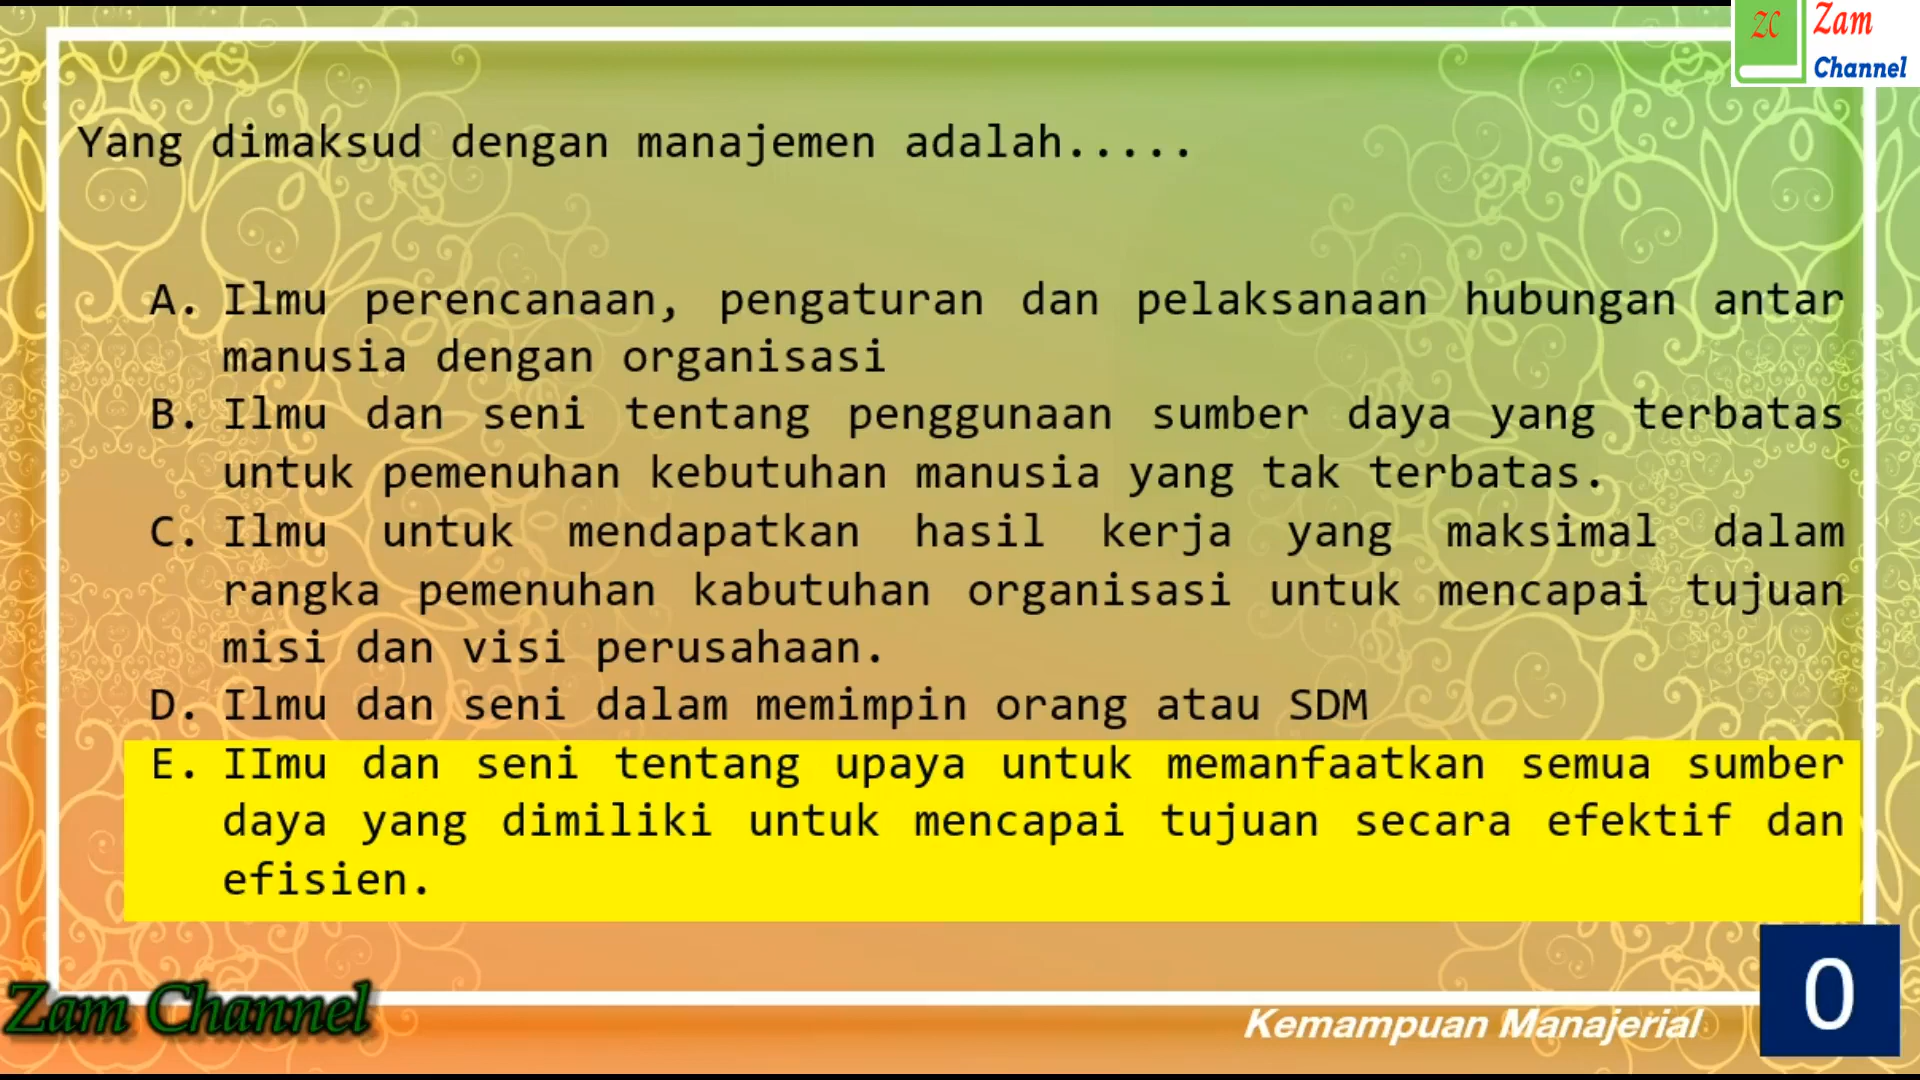 ZC Zam
Channel
Yang dimaksud dengan manajemen adalah.....
A. Ilmu perencanaan, pengaturan dan pelaksanaan hubungan antar
manusia dengan organisasi
B. Ilmu dan seni tentang penggunaan sumber daya yang terbatas
untuk pemenuhan kebutuhan manusia yang tak terbatas.
C. Ilmu untuk mendapatkan hasil kerja yang maksimal dalam
rangka pemenuhan kabutuhan organisasi untuk mencapai tujuan
misi dan visi perusahaan.
D. Ilmu dan seni dalam memimpin orang atau SDM
E. IImu dan seni tentang upaya untuk memanfaatkan semua sumber
daya yang dimiliki untuk mencapai tujuan secara efektif dan
efisien.
Zam Channel
Kemampuan Manajerial
0